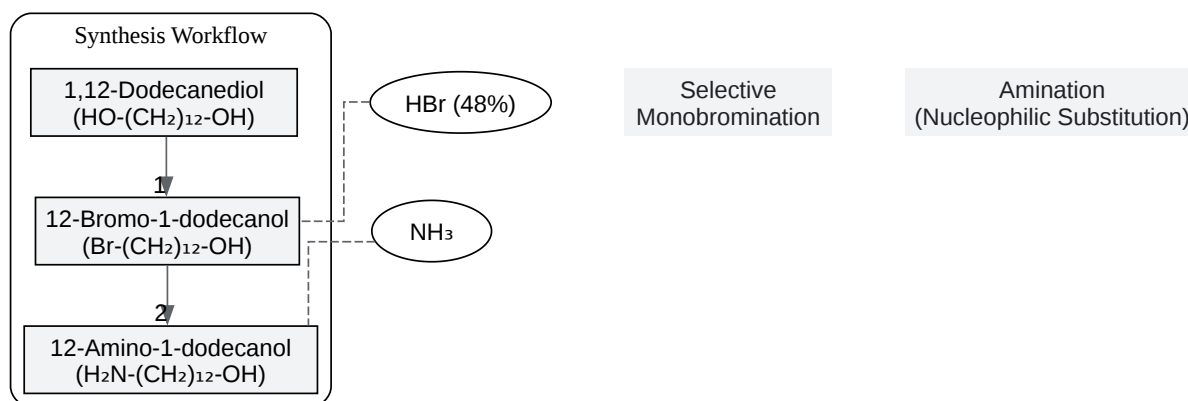 Synthesis Workflow
1,12-Dodecanediol
(HO-(CH₂)₁₂-OH)
HBr (48%)
Selective
Monobromination
Amination
(Nucleophilic Substitution)
1
12-Bromo-1-dodecanol
(Br-(CH₂)₁₂-OH)
NH₃
2
12-Amino-1-dodecanol
(H₂N-(CH₂)₁₂-OH)